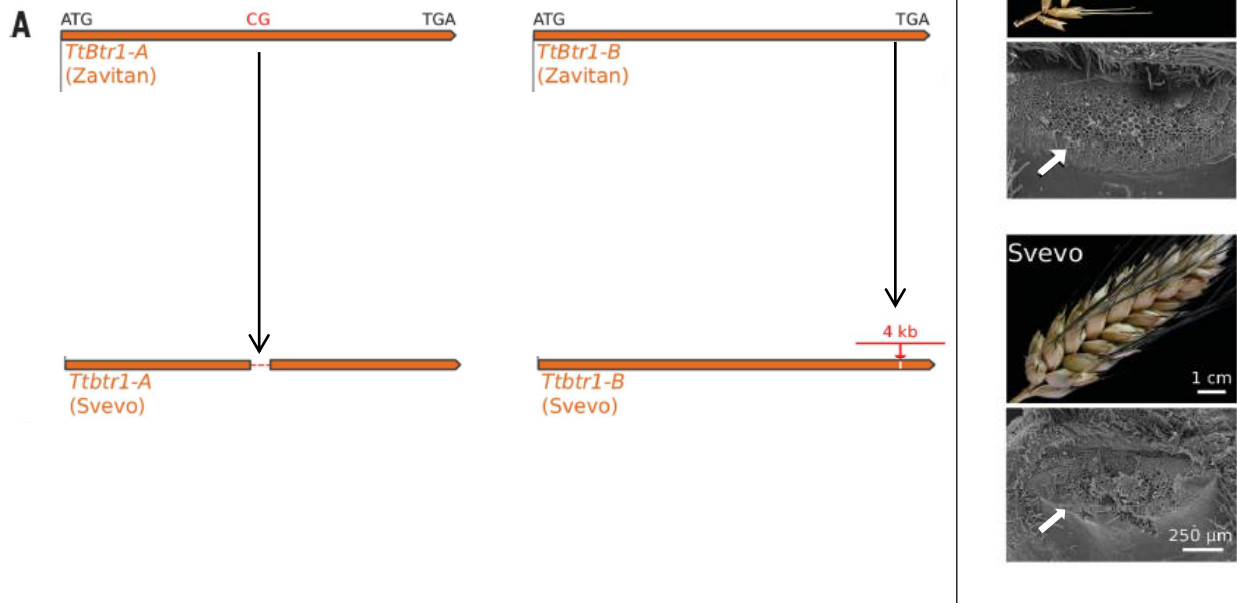 A
ATG CG TGA
TtBtr1-A
(Zavitan)
ATG TGA
TtBtr1-B
(Zavitan)
Ttbtr1-A
(Svevo)
4 kb
Ttbtr1-B
(Svevo)
Svevo
1 cm
250 µm